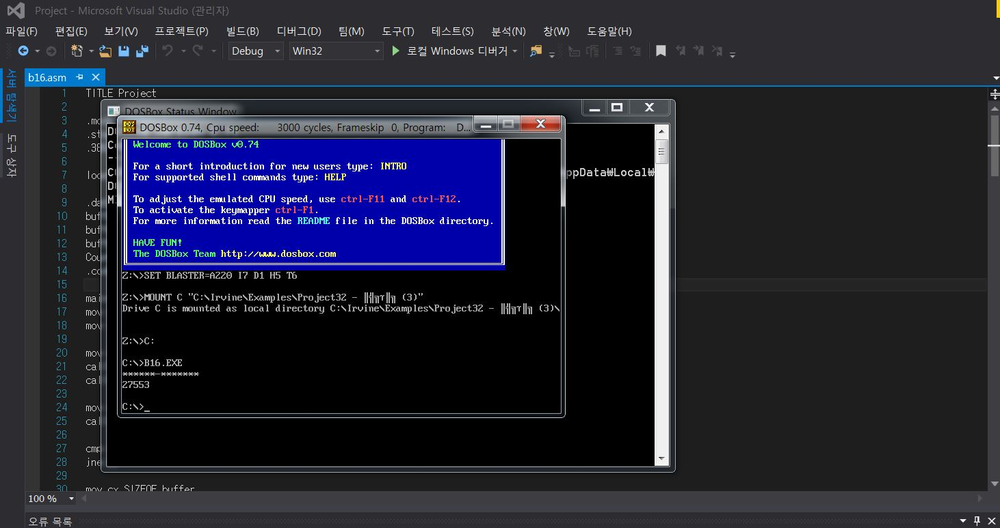 Project - Microsoft Visual Studio (관리자)
파일(F) 편집(E) 보기(V) 프로젝트(P) 빌드(B) 디버그(D) 팀(M) 도구(T) 테스트(S) 분석(N) 창(W) 도움말(H)
Debug Win32 로컬 Windows 디버거
서버 탐색기
도구 상자
b16.asm
1 TITLE Project
2
3 .mo
4 .st
5 .38
6
7 loc
8
9 .da
10 buf
11 buf
12 buf
13 Cou
14 .co
15
16 mai
17 mov
18 mov
19
20 mov
21 cal
22 cal
23
24 mov
25 cal
26
27 cmp
28 jne
29
30 mov cx,SIZEOF buffer
DOSBox Status Window
ppData₩Local₩
DOSBox 0.74, Cpu speed: 3000 cycles, Frameskip 0, Program: D...
Welcome to DOSBox v0.74
For a short introduction for new users type: INTRO
For supported shell commands type: HELP
To adjust the emulated CPU speed, use ctrl-F11 and ctrl-F12.
To activate the keymapper ctrl-F1.
For more information read the README file in the DOSBox directory.
HAVE FUN!
The DOSBox Team http://www.dosbox.com
Z:\>SET BLASTER=A220 I7 D1 H5 T6
Z:\>MOUNT C "C:\Irvine\Examples\Project32 - (3)"
Drive C is mounted as local directory C:\Irvine\Examples\Project32 - (3)\
Z:\>C:
C:\>B16.EXE
******-*******
27553
C:\>_
100 %
오류 목록